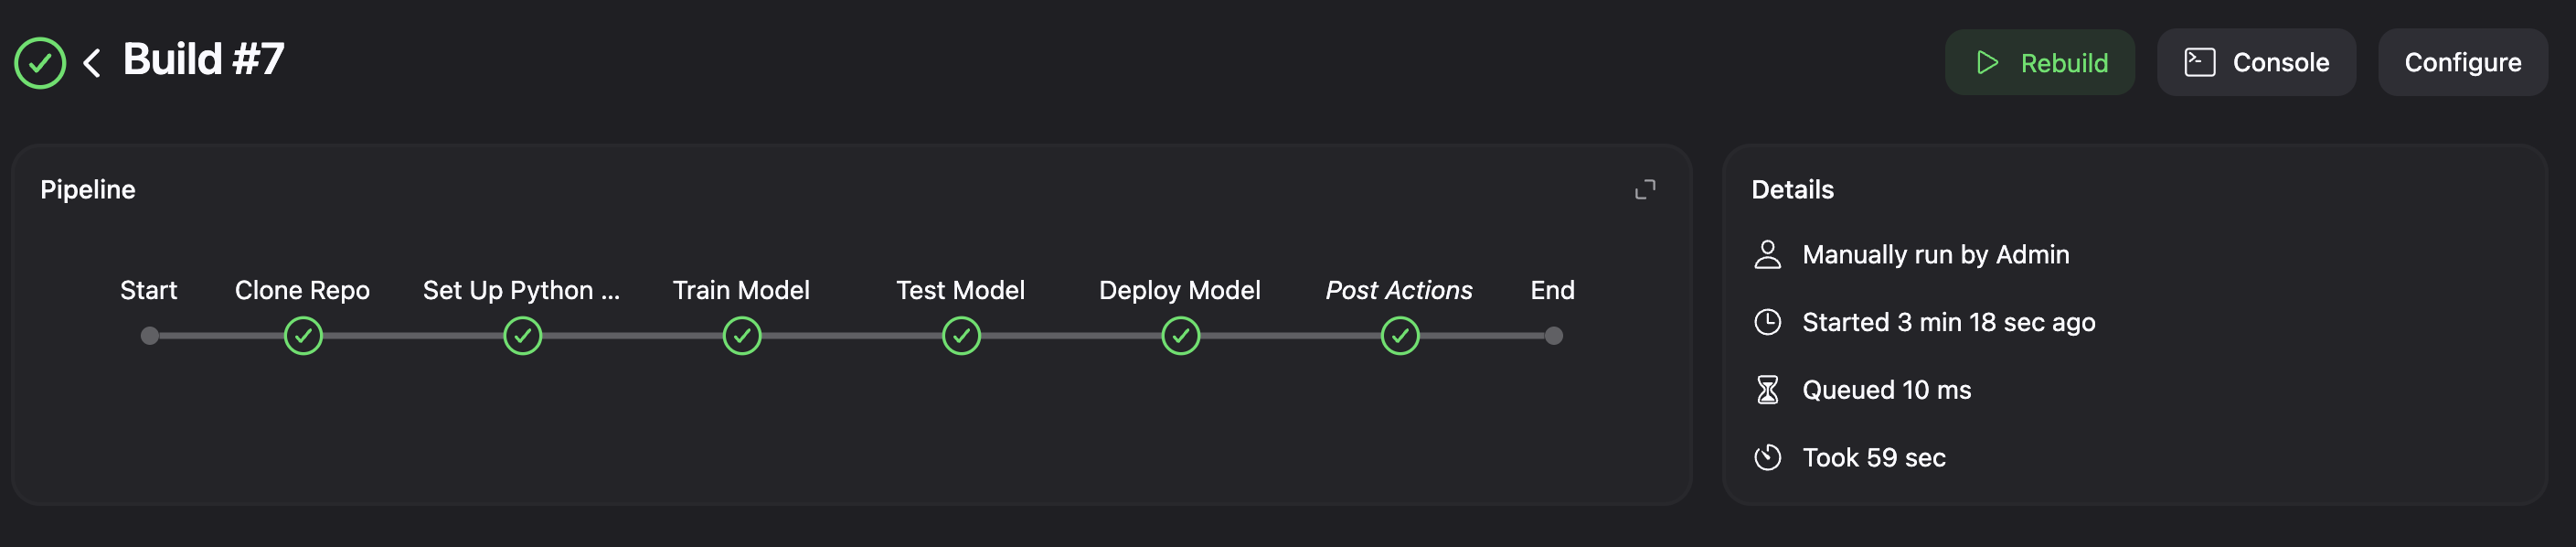 Build #7
Rebuild
Console
Configure
Pipeline
Start
Clone Repo
Set Up Python ...
Train Model
Test Model
Deploy Model
Post Actions
End
Details
Manually run by Admin
Started 3 min 18 sec ago
Queued 10 ms
Took 59 sec